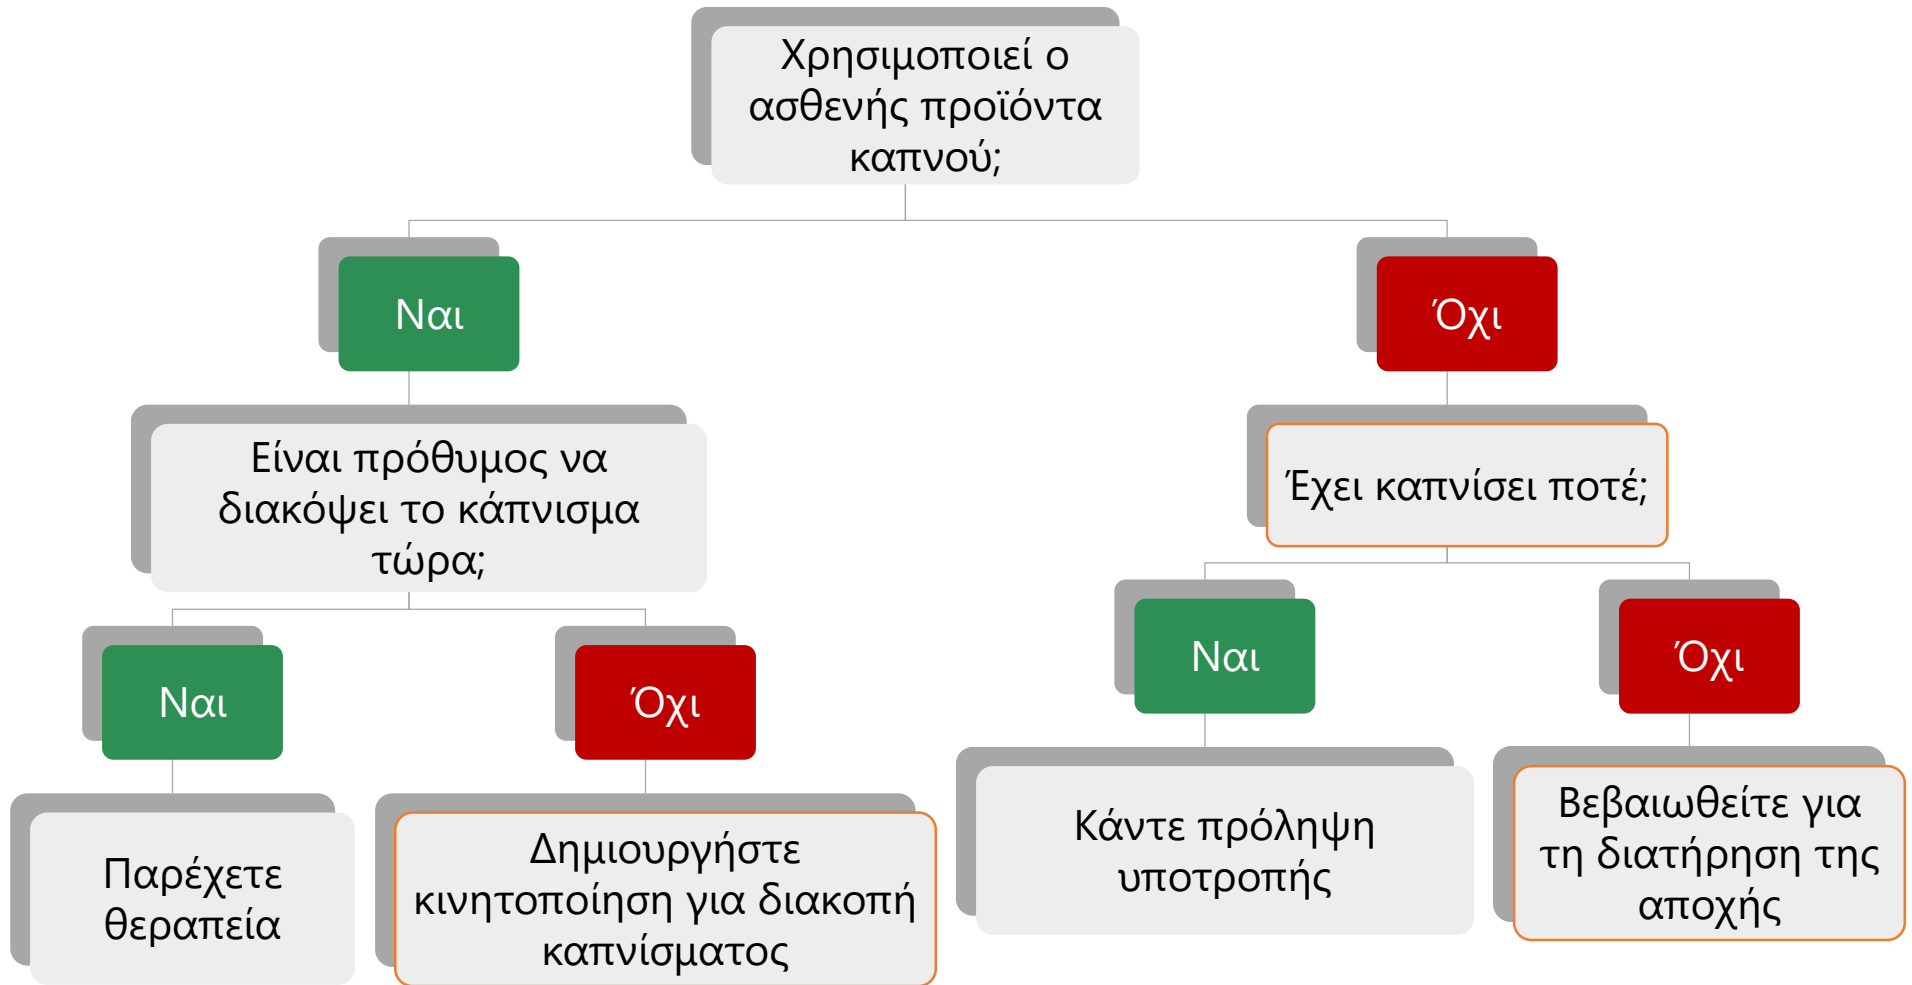 Χρησιμοποιεί ο
ασθενής προϊόντα
καπνού;
Ναι
Όχι
Είναι πρόθυμος να
διακόψει το κάπνισμα
τώρα;
Έχει καπνίσει ποτέ;
Ναι
Όχι
Ναι
Όχι
Παρέχετε
θεραπεία
Δημιουργήστε
κινητοποίηση για διακοπή
καπνίσματος
Κάντε πρόληψη
υποτροπής
Βεβαιωθείτε για
τη διατήρηση της
αποχής